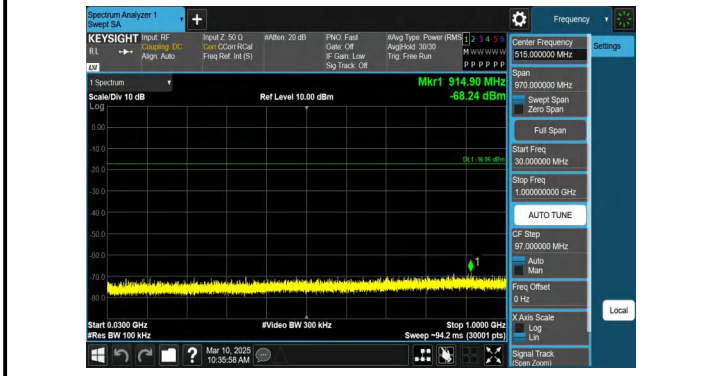 Spectrum Analyzer 1
Swept SA
+
Frequency
KEYSIGHT
RL
LXI
Input: RF
Coupling: DC
Align: Auto
Input Z: 50 Ω
Corr CCorr RCal
Freq Ref: Int (S)
#Atten: 20 dB
PNO: Fast
Gate: Off
IF Gain: Low
Sig Track: Off
#Avg Type: Power (RMS
Avg|Hold: 30/30
Trig: Free Run
1 2 3 4 5 6
M W W W W W
P P P P P P
Center Frequency
515.000000 MHz
Settings
1 Spectrum
Mkr1 914.90 MHz
-68.24 dBm
Scale/Div 10 dB
Ref Level 10.00 dBm
Log
0.00
-10.0
-20.0
-30.0
-40.0
-50.0
-60.0
-70.0
-80.0
DL1 -16.96 dBm
1
Start 0.0300 GHz
#Res BW 100 kHz
#Video BW 300 kHz
Stop 1.0000 GHz
Sweep ~94.2 ms (30001 pts)
Span
970.000000 MHz
Swept Span
Zero Span
Full Span
Start Freq
30.000000 MHz
Stop Freq
1.000000000 GHz
AUTO TUNE
CF Step
97.000000 MHz
Auto
Man
Freq Offset
0 Hz
X Axis Scale
Log
Lin
Local
Signal Track
(Span Zoom)
?
Mar 10, 2025
10:35:58 AM